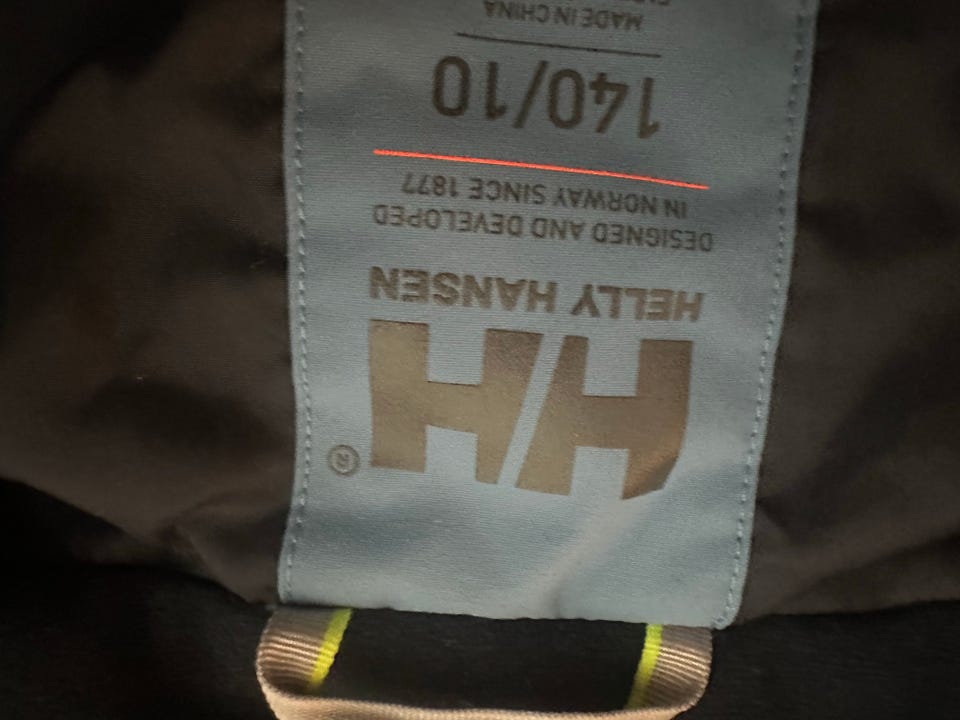 HH®
HELLY HANSEN
DESIGNED AND DEVELOPED
IN NORWAY SINCE 1877
140/10
MADE IN CHINA